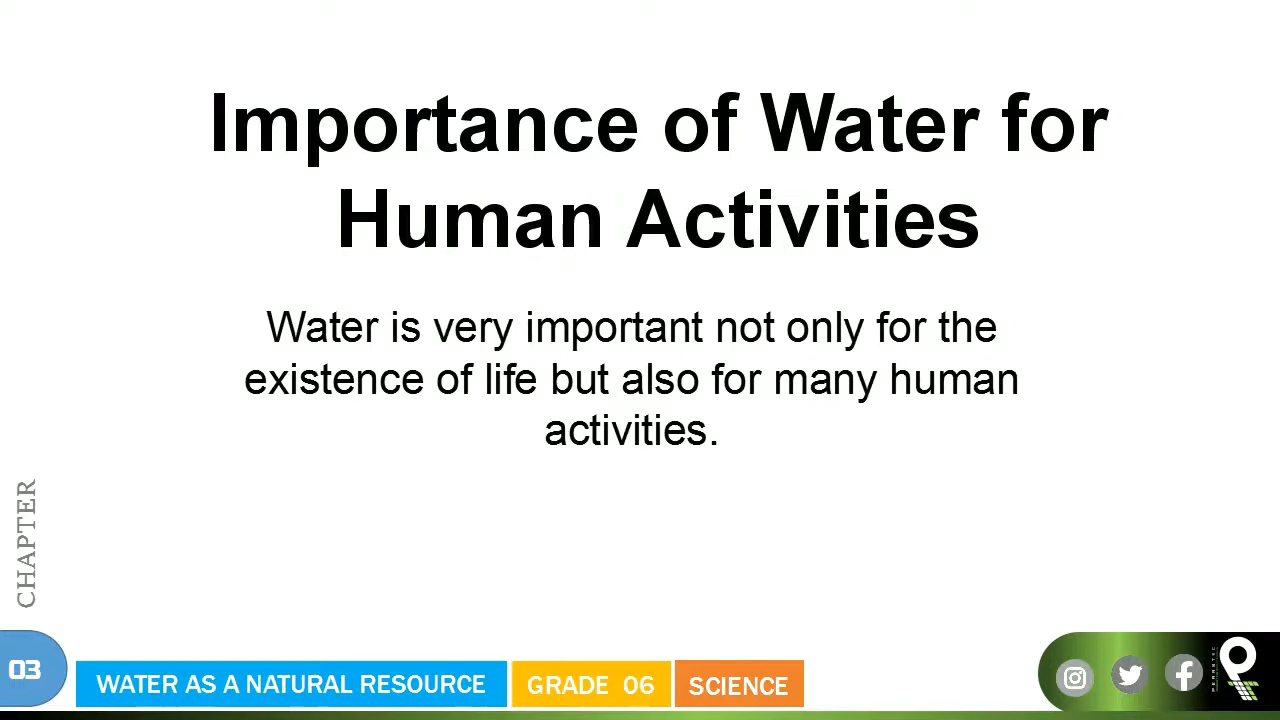 Importance of Water for
Human Activities
Water is very important not only for the
existence of life but also for many human
activities.
CHAPTER
03
WATER AS A NATURAL RESOURCE
GRADE 06
SCIENCE